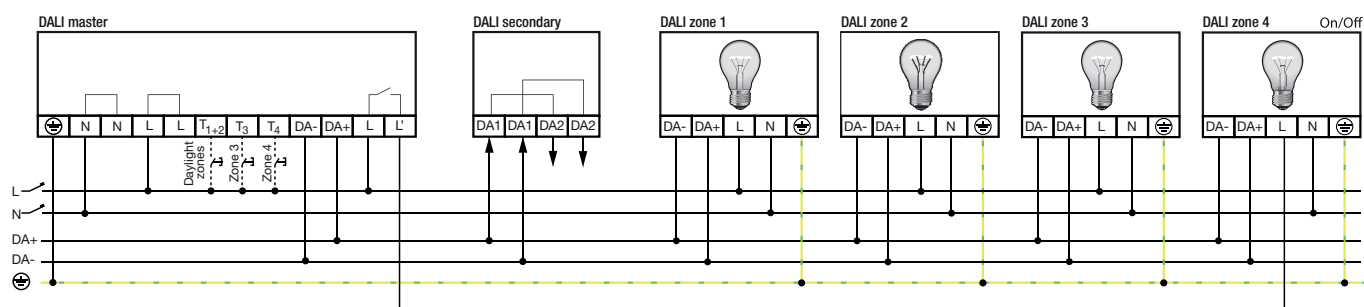 DALI master
DALI secondary
DALI zone 1
DALI zone 2
DALI zone 3
DALI zone 4
On/Off
N N L L T1+2 T3 T4 DA- DA+ L L'
DA1 DA1 DA2 DA2
DA- DA+ L N
DA- DA+ L N
DA- DA+ L N
DA- DA+ L N
Daylight
zones
Zone 3
Zone 4
L
N
DA+
DA-